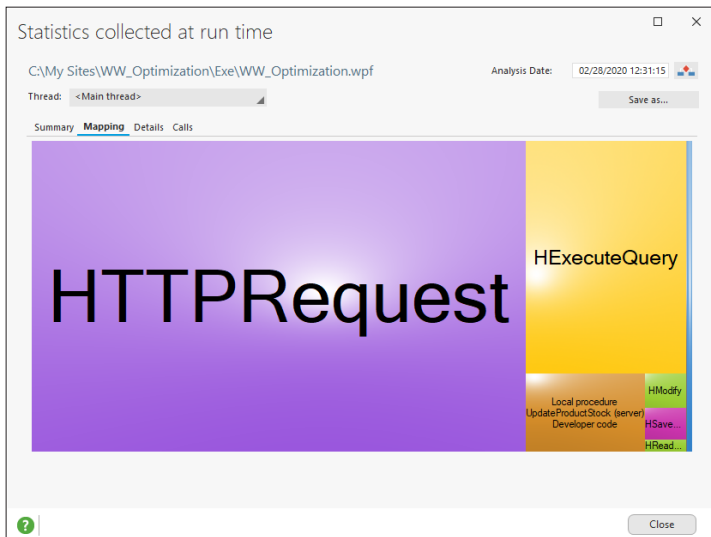 Statistics collected at run time
C:\My Sites\WW_Optimization\Exe\WW_Optimization.wpf
Analysis Date: 02/28/2020 12:31:15
Thread: <Main thread>
Save as...
Summary Mapping Details Calls
HTTPRequest
HExecuteQuery
Local procedure
UpdateProductStock (server)
Developer code
HModify
HSave...
HRead...
?
Close